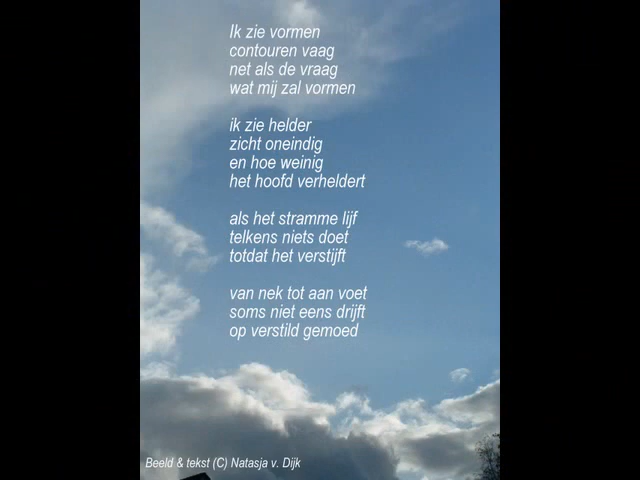 Ik zie vormen
contouren vaag
net als de vraag
wat mij zal vormen
ik zie helder
zicht oneindig
en hoe weinig
het hoofd verheldert
als het stramme lijf
telkens niets doet
totdat het verstijft
van nek tot aan voet
soms niet eens drijft
op verstild gemoed
Beeld & tekst (C) Natasja v. Dijk